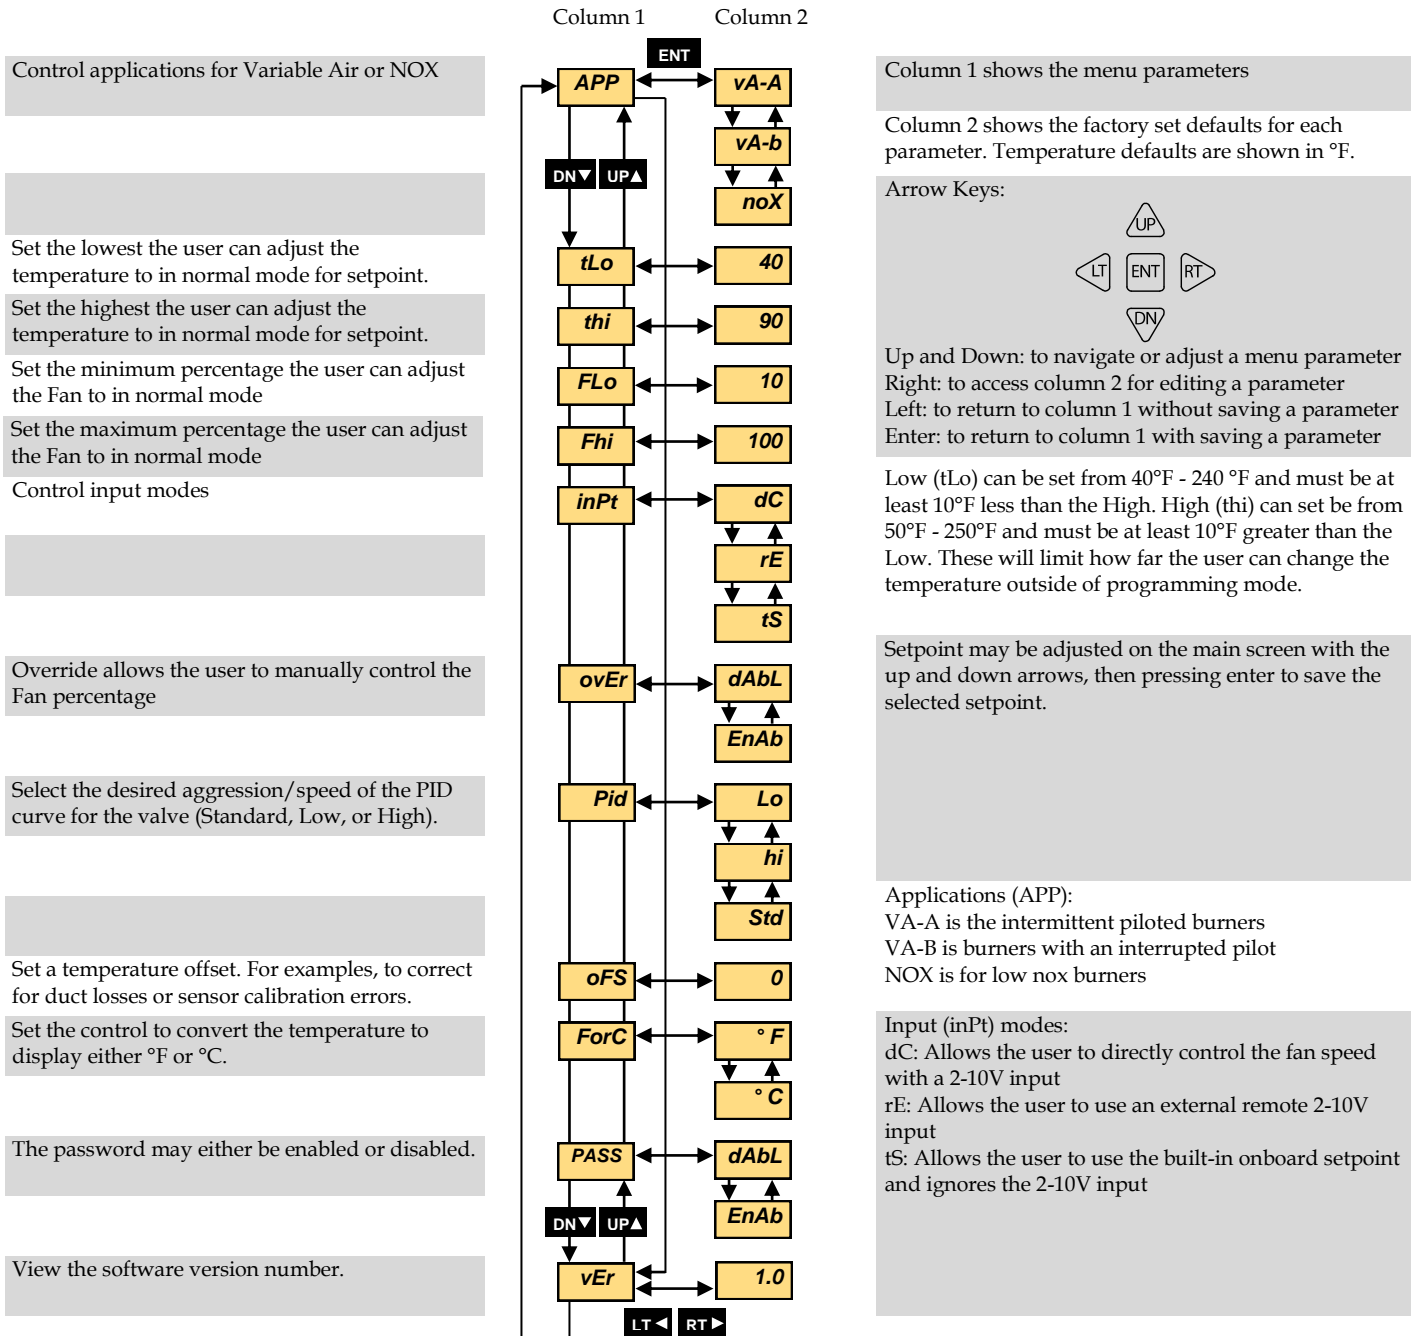 Column 1
Column 2
ENT
Control applications for Variable Air or NOX
APP
vA-A
vA-b
DN▼ UP▲
noX
Set the lowest the user can adjust the
temperature to in normal mode for setpoint.
tLo
40
Set the highest the user can adjust the
temperature to in normal mode for setpoint.
thi
90
Set the minimum percentage the user can adjust
the Fan to in normal mode
FLo
10
Set the maximum percentage the user can adjust
the Fan to in normal mode
Fhi
100
Control input modes
inPt
dC
rE
tS
Override allows the user to manually control the
Fan percentage
ovEr
dAbL
EnAb
Select the desired aggression/speed of the PID
curve for the valve (Standard, Low, or High).
Pid
Lo
hi
Std
Set a temperature offset. For examples, to correct
for duct losses or sensor calibration errors.
oFS
0
Set the control to convert the temperature to
display either °F or °C.
ForC
° F
° C
The password may either be enabled or disabled.
PASS
dAbL
EnAb
DN▼ UP▲
View the software version number.
vEr
1.0
LT◀ RT▶
Column 1 shows the menu parameters
Column 2 shows the factory set defaults for each
parameter. Temperature defaults are shown in °F.
Arrow Keys:
UP
LT ENT RT
DN
Up and Down: to navigate or adjust a menu parameter
Right: to access column 2 for editing a parameter
Left: to return to column 1 without saving a parameter
Enter: to return to column 1 with saving a parameter
Low (tLo) can be set from 40°F - 240 °F and must be at
least 10°F less than the High. High (thi) can set be from
50°F - 250°F and must be at least 10°F greater than the
Low. These will limit how far the user can change the
temperature outside of programming mode.
Setpoint may be adjusted on the main screen with the
up and down arrows, then pressing enter to save the
selected setpoint.
Applications (APP):
VA-A is the intermittent piloted burners
VA-B is burners with an interrupted pilot
NOX is for low nox burners
Input (inPt) modes:
dC: Allows the user to directly control the fan speed
with a 2-10V input
rE: Allows the user to use an external remote 2-10V
input
tS: Allows the user to use the built-in onboard setpoint
and ignores the 2-10V input